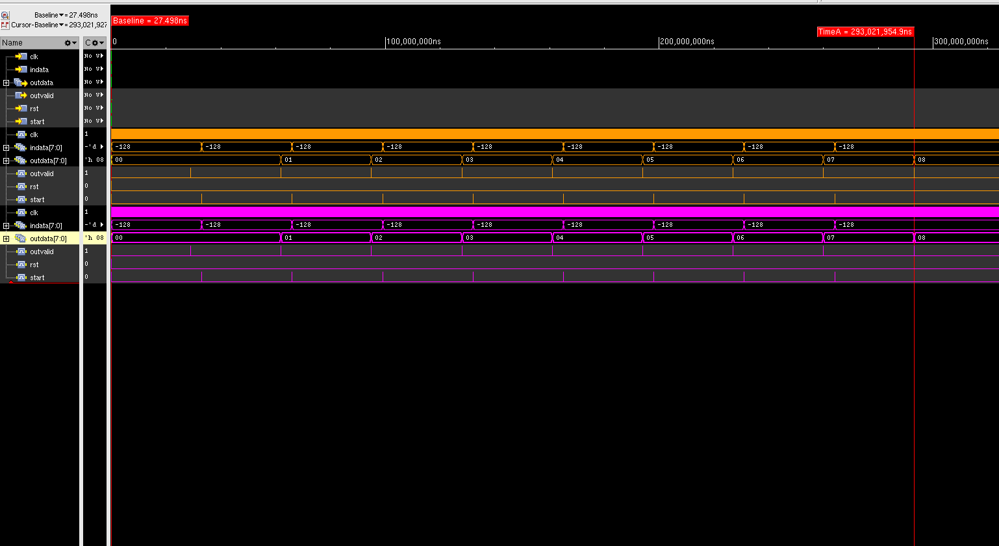 Baseline▾= 27.498ns
Cursor-Baseline▾= 293,021,927
Baseline = 27.498ns
TimeA = 293,021,954.9ns
Name C
0 100,000,000ns 200,000,000ns 300,000,000ns
clk No V
indata No V
outdata No V
outvalid No V
rst No V
start No V
clk 1
indata[7:0] -'d -128 -128 -128 -128 -128 -128 -128 -128 -128
outdata[7:0] 'h 08 00 01 02 03 04 05 06 07 08
outvalid 1
rst 0
start 0
clk 1
indata[7:0] -'d -128 -128 -128 -128 -128 -128 -128 -128 -128
outdata[7:0] 'h 08 00 01 02 03 04 05 06 07 08
outvalid 1
rst 0
start 0